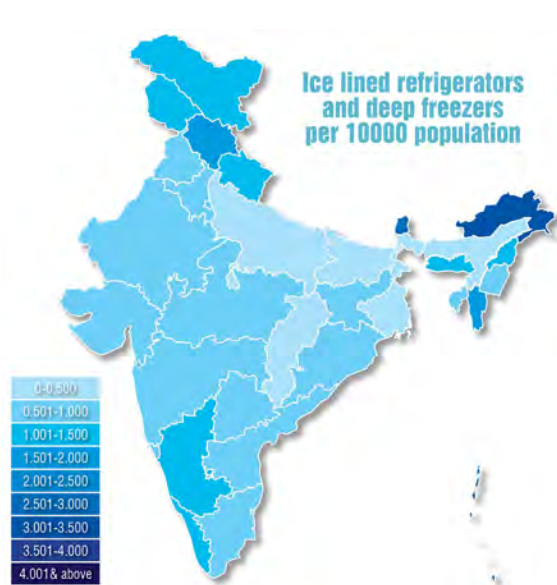 Ice lined refrigerators
and deep freezers
per 10000 population
0-0.500
0.501-1.000
1.001-1.500
1.501-2.000
2.001-2.500
2.501-3.000
3.001-3.500
3.501-4.000
4.001& above